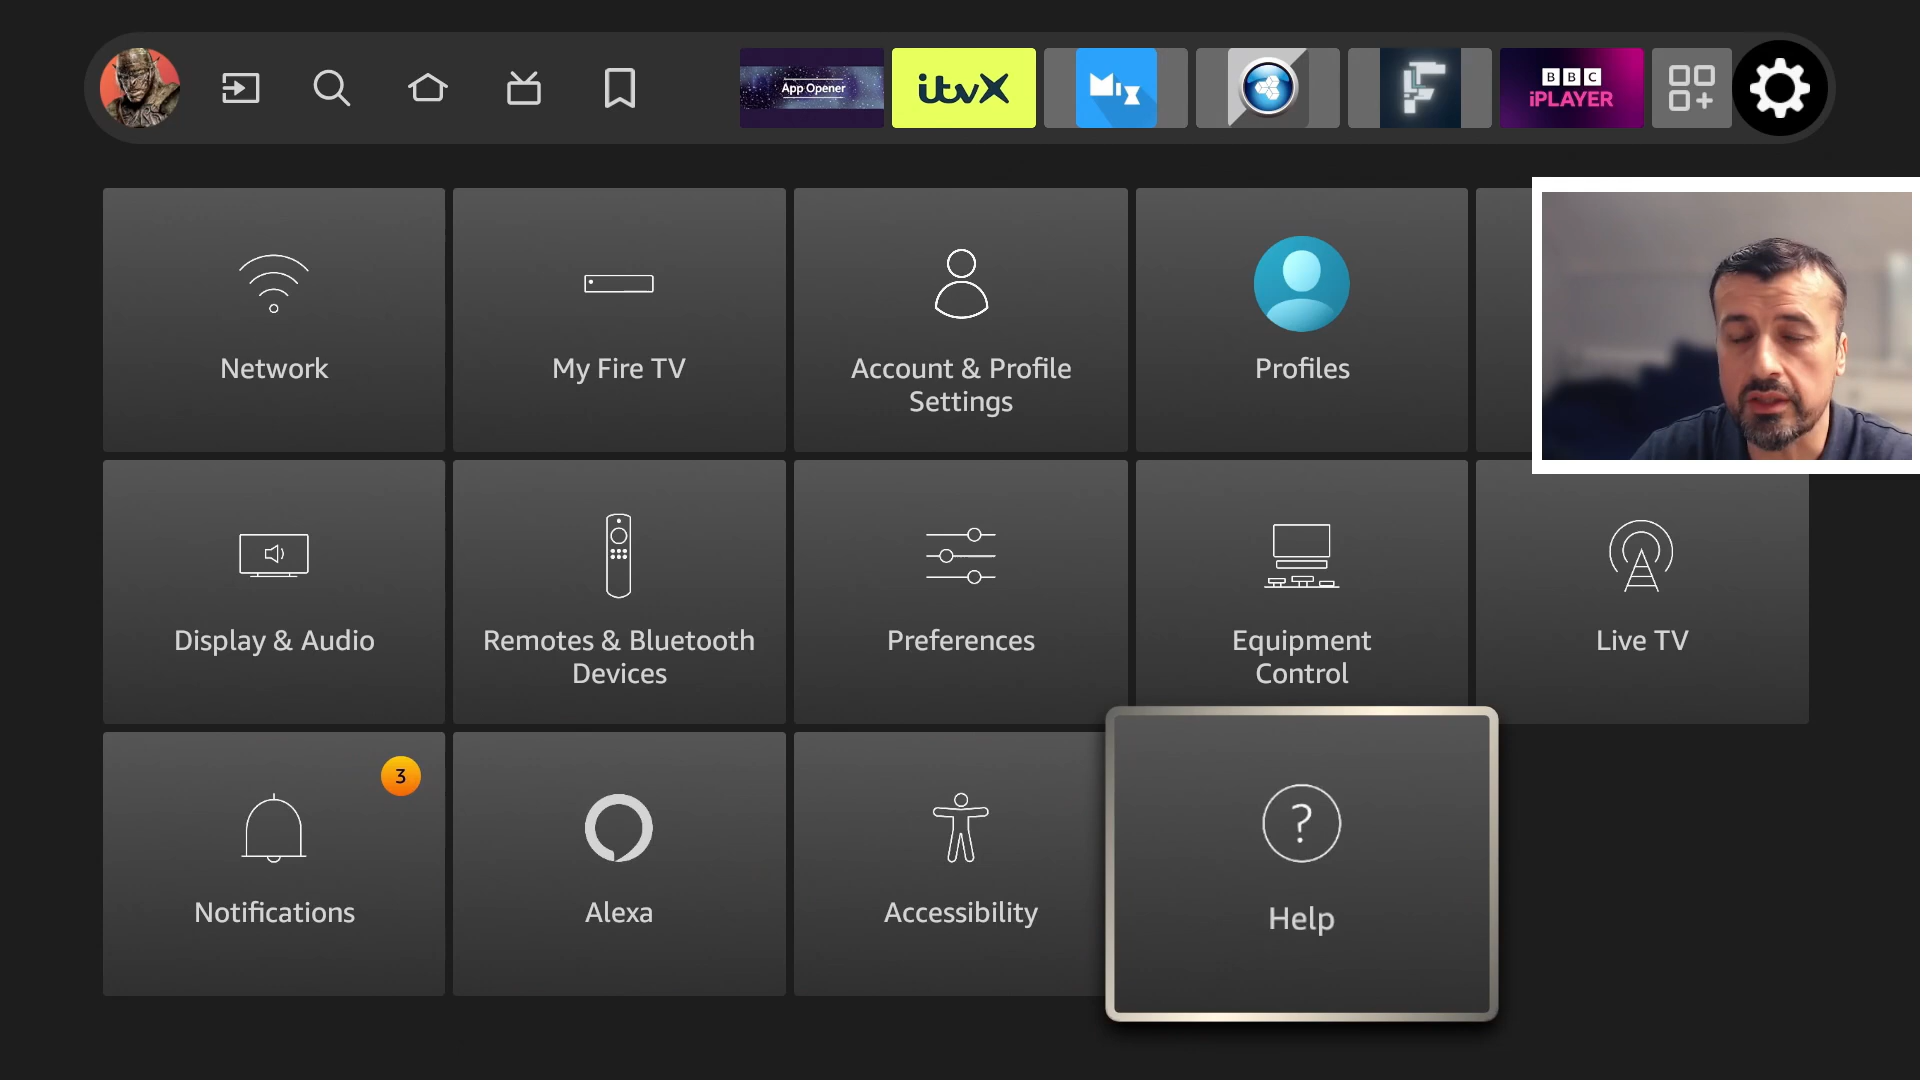 App Opener
itvX
MIX
F
BBC
iPLAYER
Network
My Fire TV
Account & Profile
Settings
Profiles
Display & Audio
Remotes & Bluetooth
Devices
Preferences
Equipment
Control
Live TV
3
Notifications
Alexa
Accessibility
?
Help